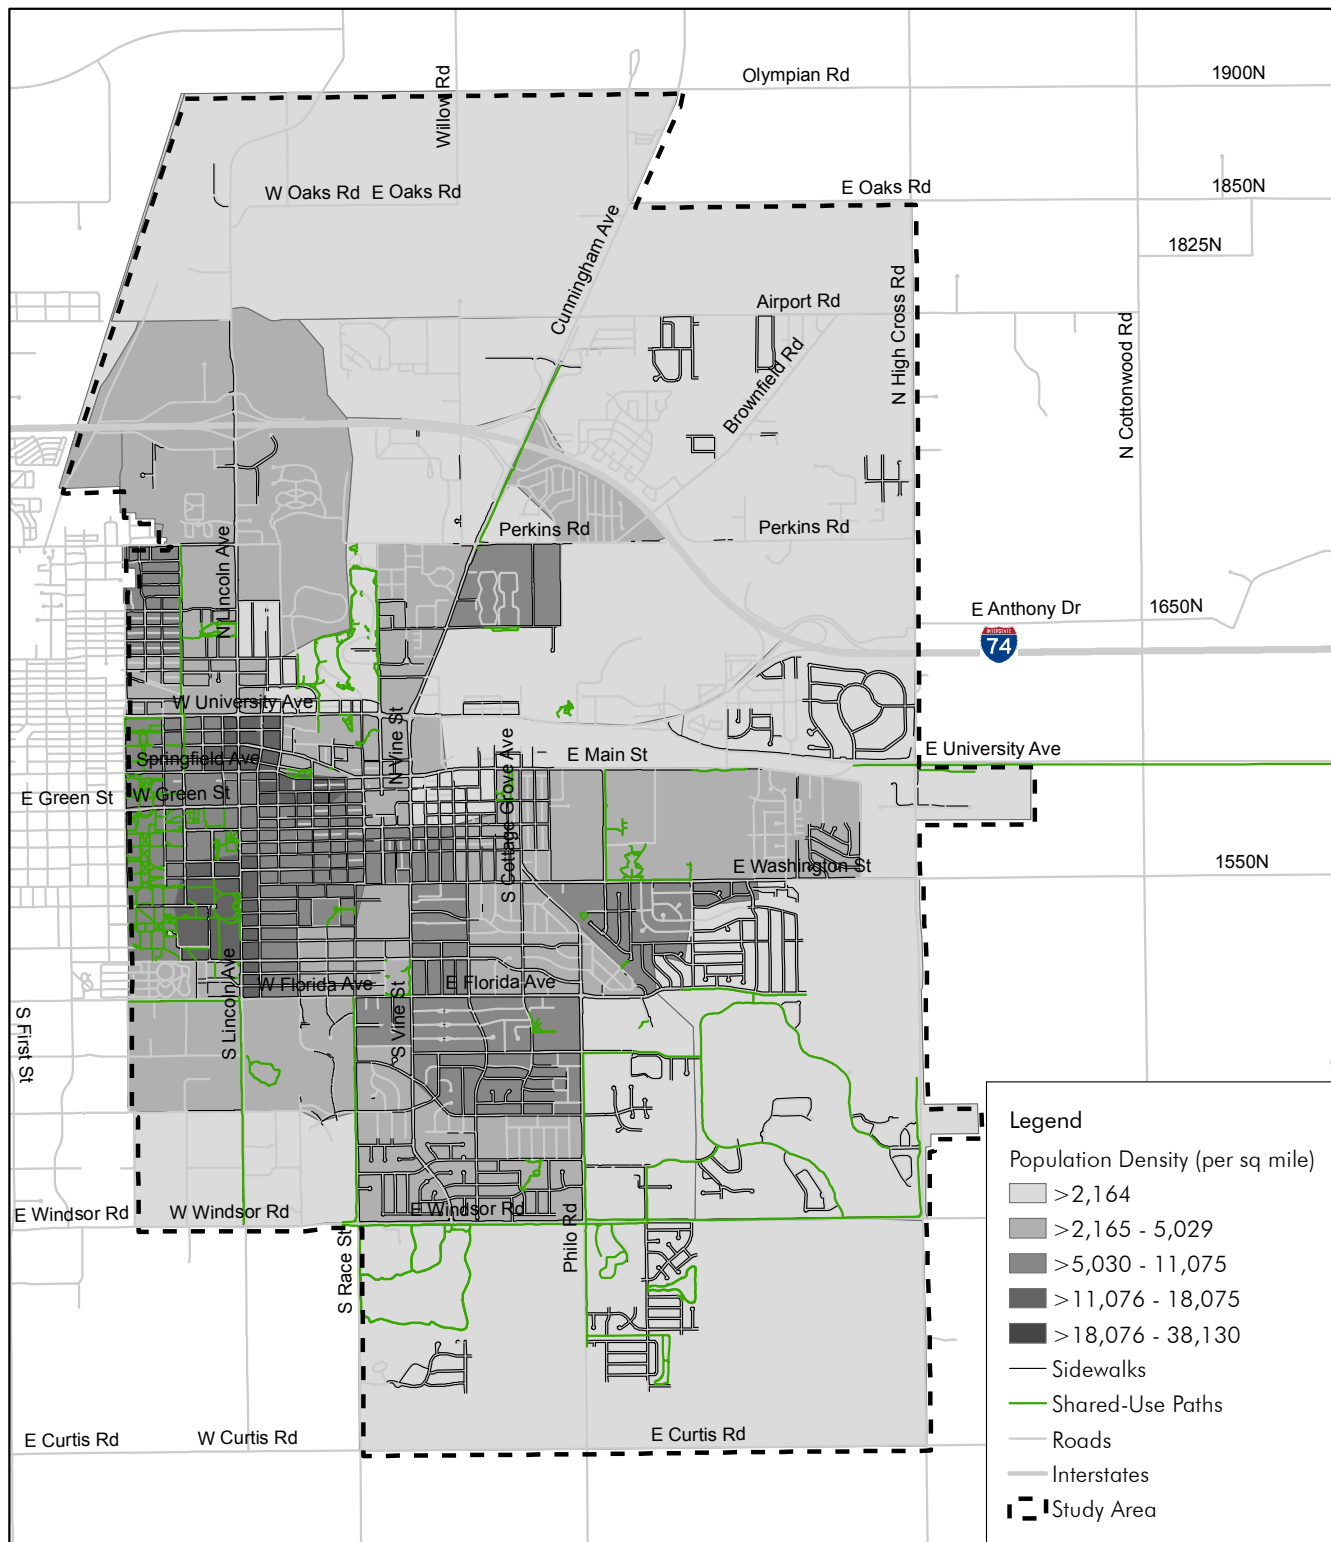 Olympian Rd
1900N
Willow Rd
W Oaks Rd
E Oaks Rd
E Oaks Rd
1850N
Cunningham Ave
1825N
Airport Rd
N High Cross Rd
N Cottonwood Rd
Brownfield Rd
Perkins Rd
Perkins Rd
N Lincoln Ave
E Anthony Dr
1650N
INTERSTATE
74
W University Ave
N Vine St
Springfield Ave
E Main St
E University Ave
E Green St
W Green St
S Cottage Grove Ave
E Washington St
1550N
W Florida Ave
E Florida Ave
S First St
S Lincoln Ave
S Vine St
E Windsor Rd
W Windsor Rd
E Windsor Rd
S Race St
Philo Rd
E Curtis Rd
W Curtis Rd
E Curtis Rd
Legend
Population Density (per sq mile)
>2,164
>2,165 - 5,029
>5,030 - 11,075
>11,076 - 18,075
>18,076 - 38,130
Sidewalks
Shared-Use Paths
Roads
Interstates
Study Area